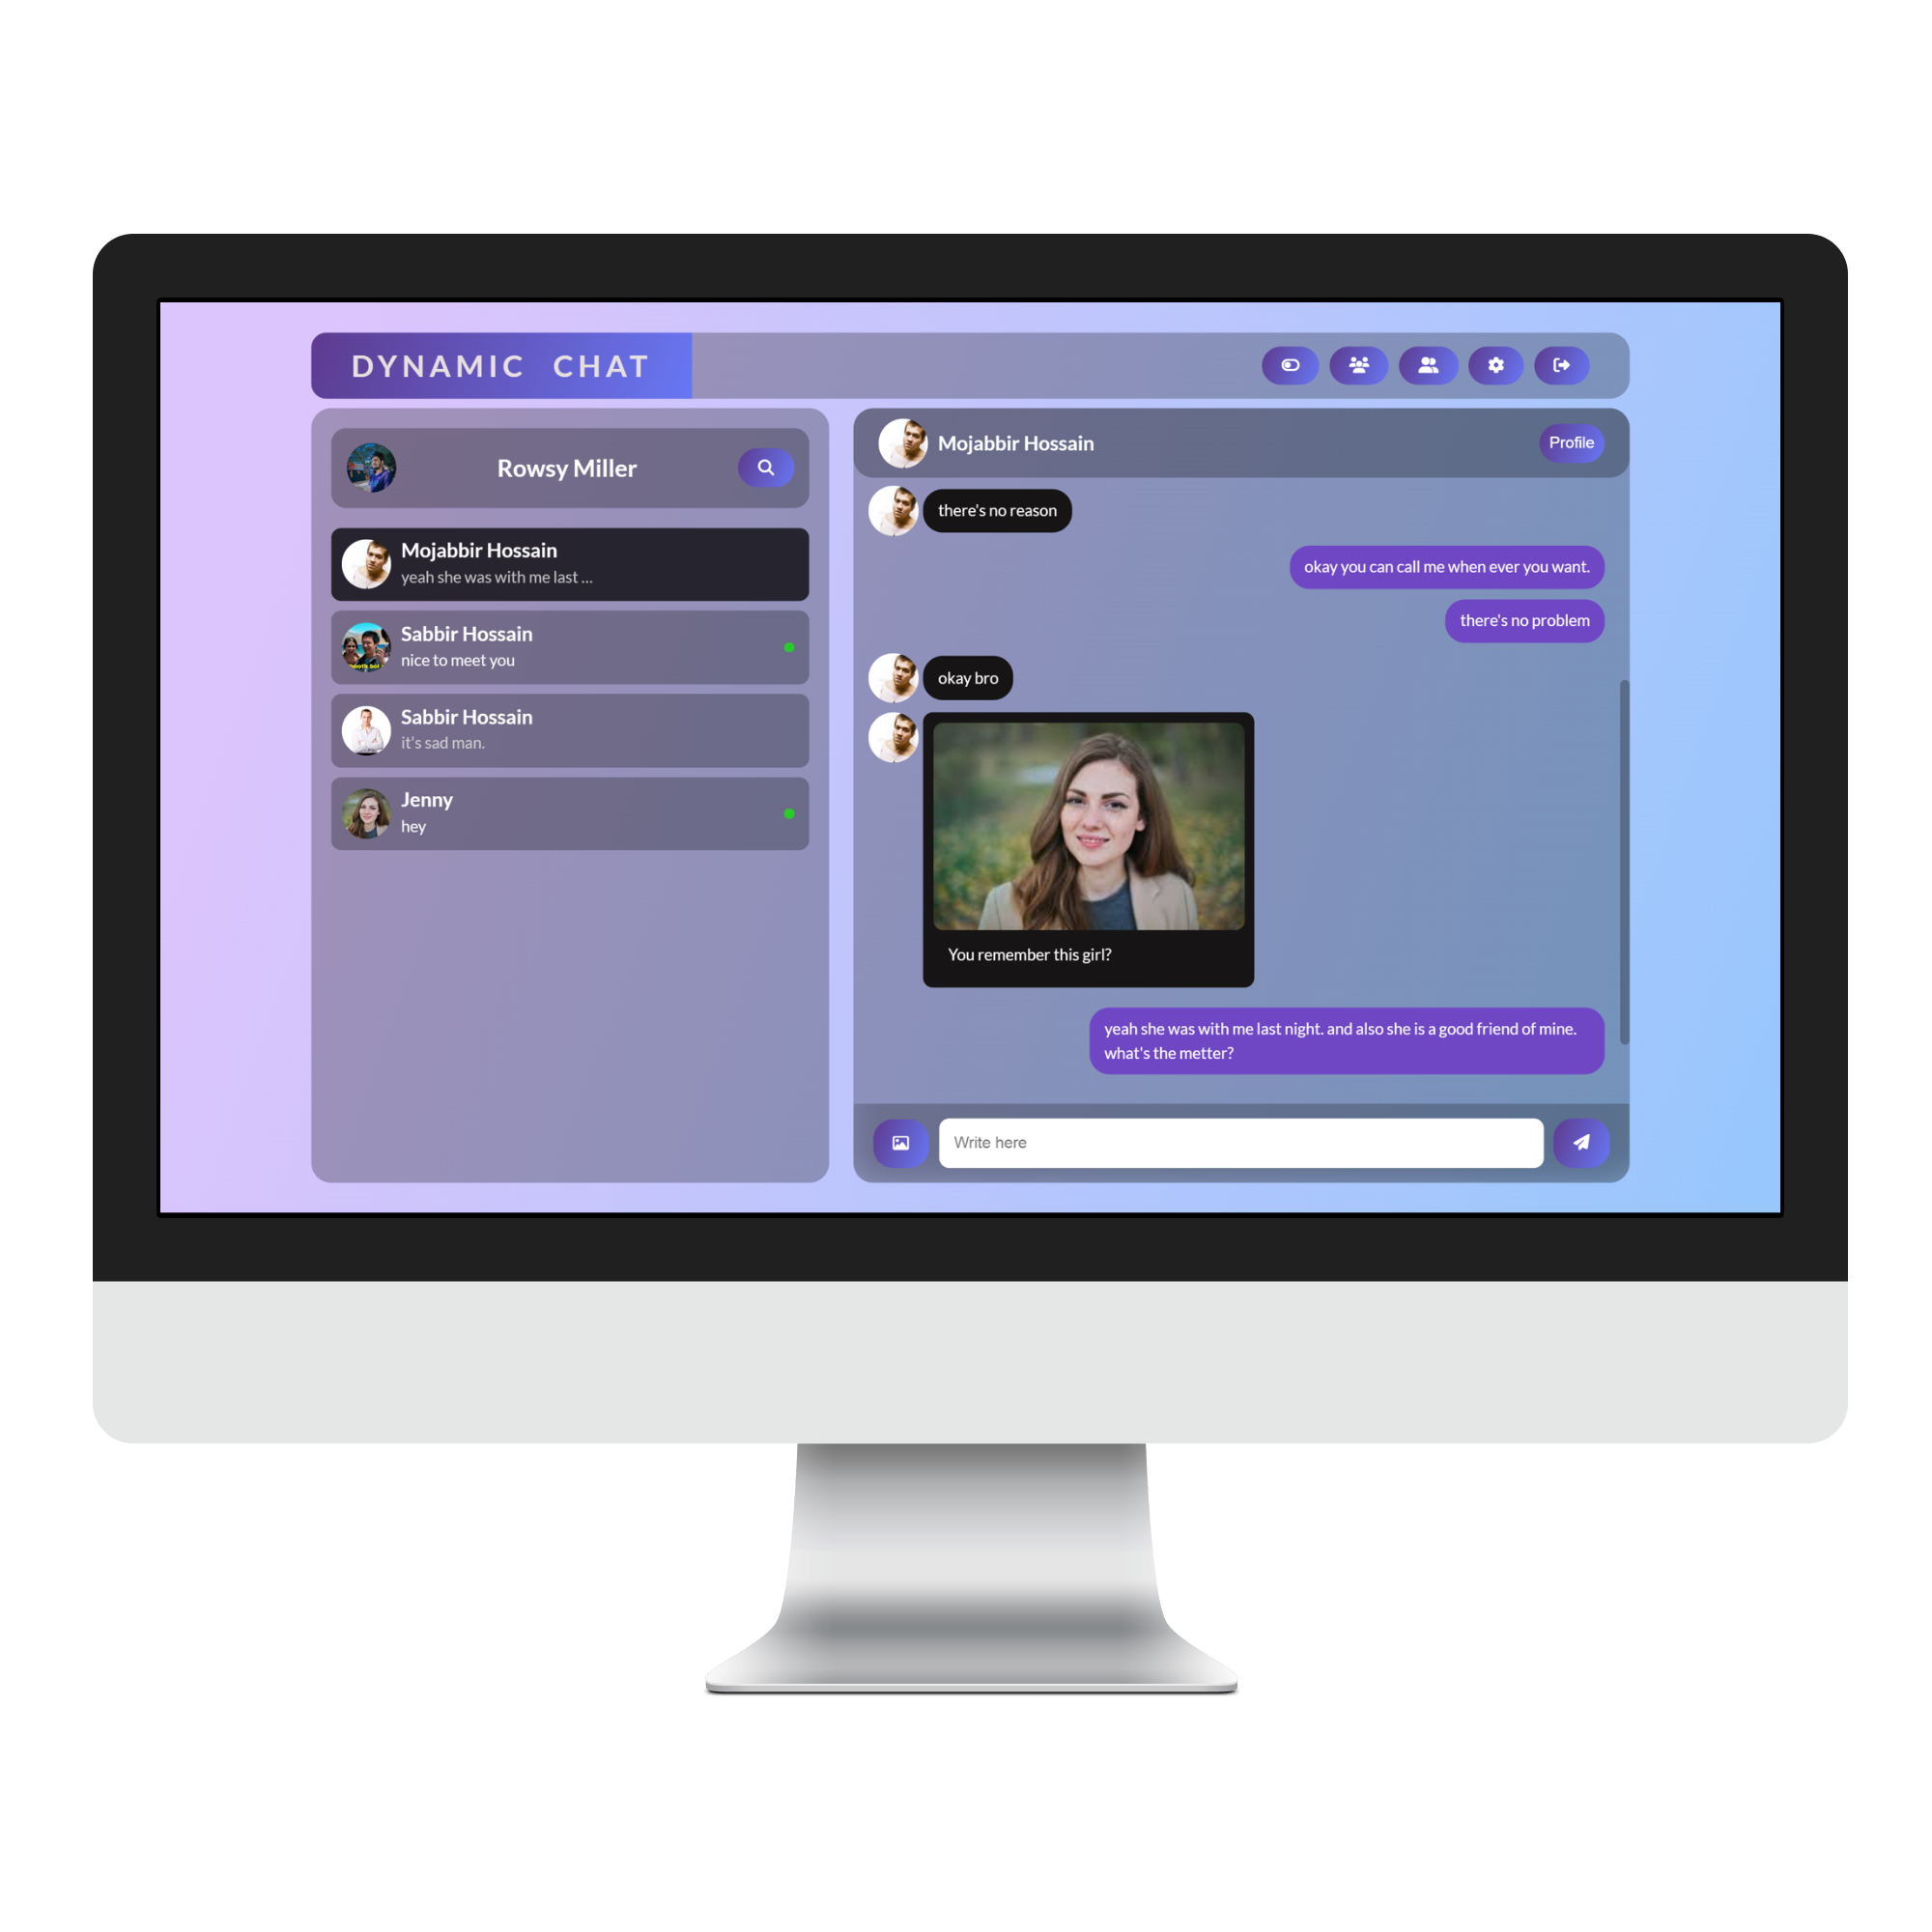 DYNAMIC CHAT
Rowsy Miller
Mojabbir Hossain
yeah she was with me last ...
Sabbir Hossain
nice to meet you
Sabbir Hossain
it's sad man.
Jenny
hey
Mojabbir Hossain
Profile
there's no reason
okay you can call me when ever you want.
there's no problem
okay bro
You remember this girl?
yeah she was with me last night. and also she is a good friend of mine.
what's the metter?
Write here